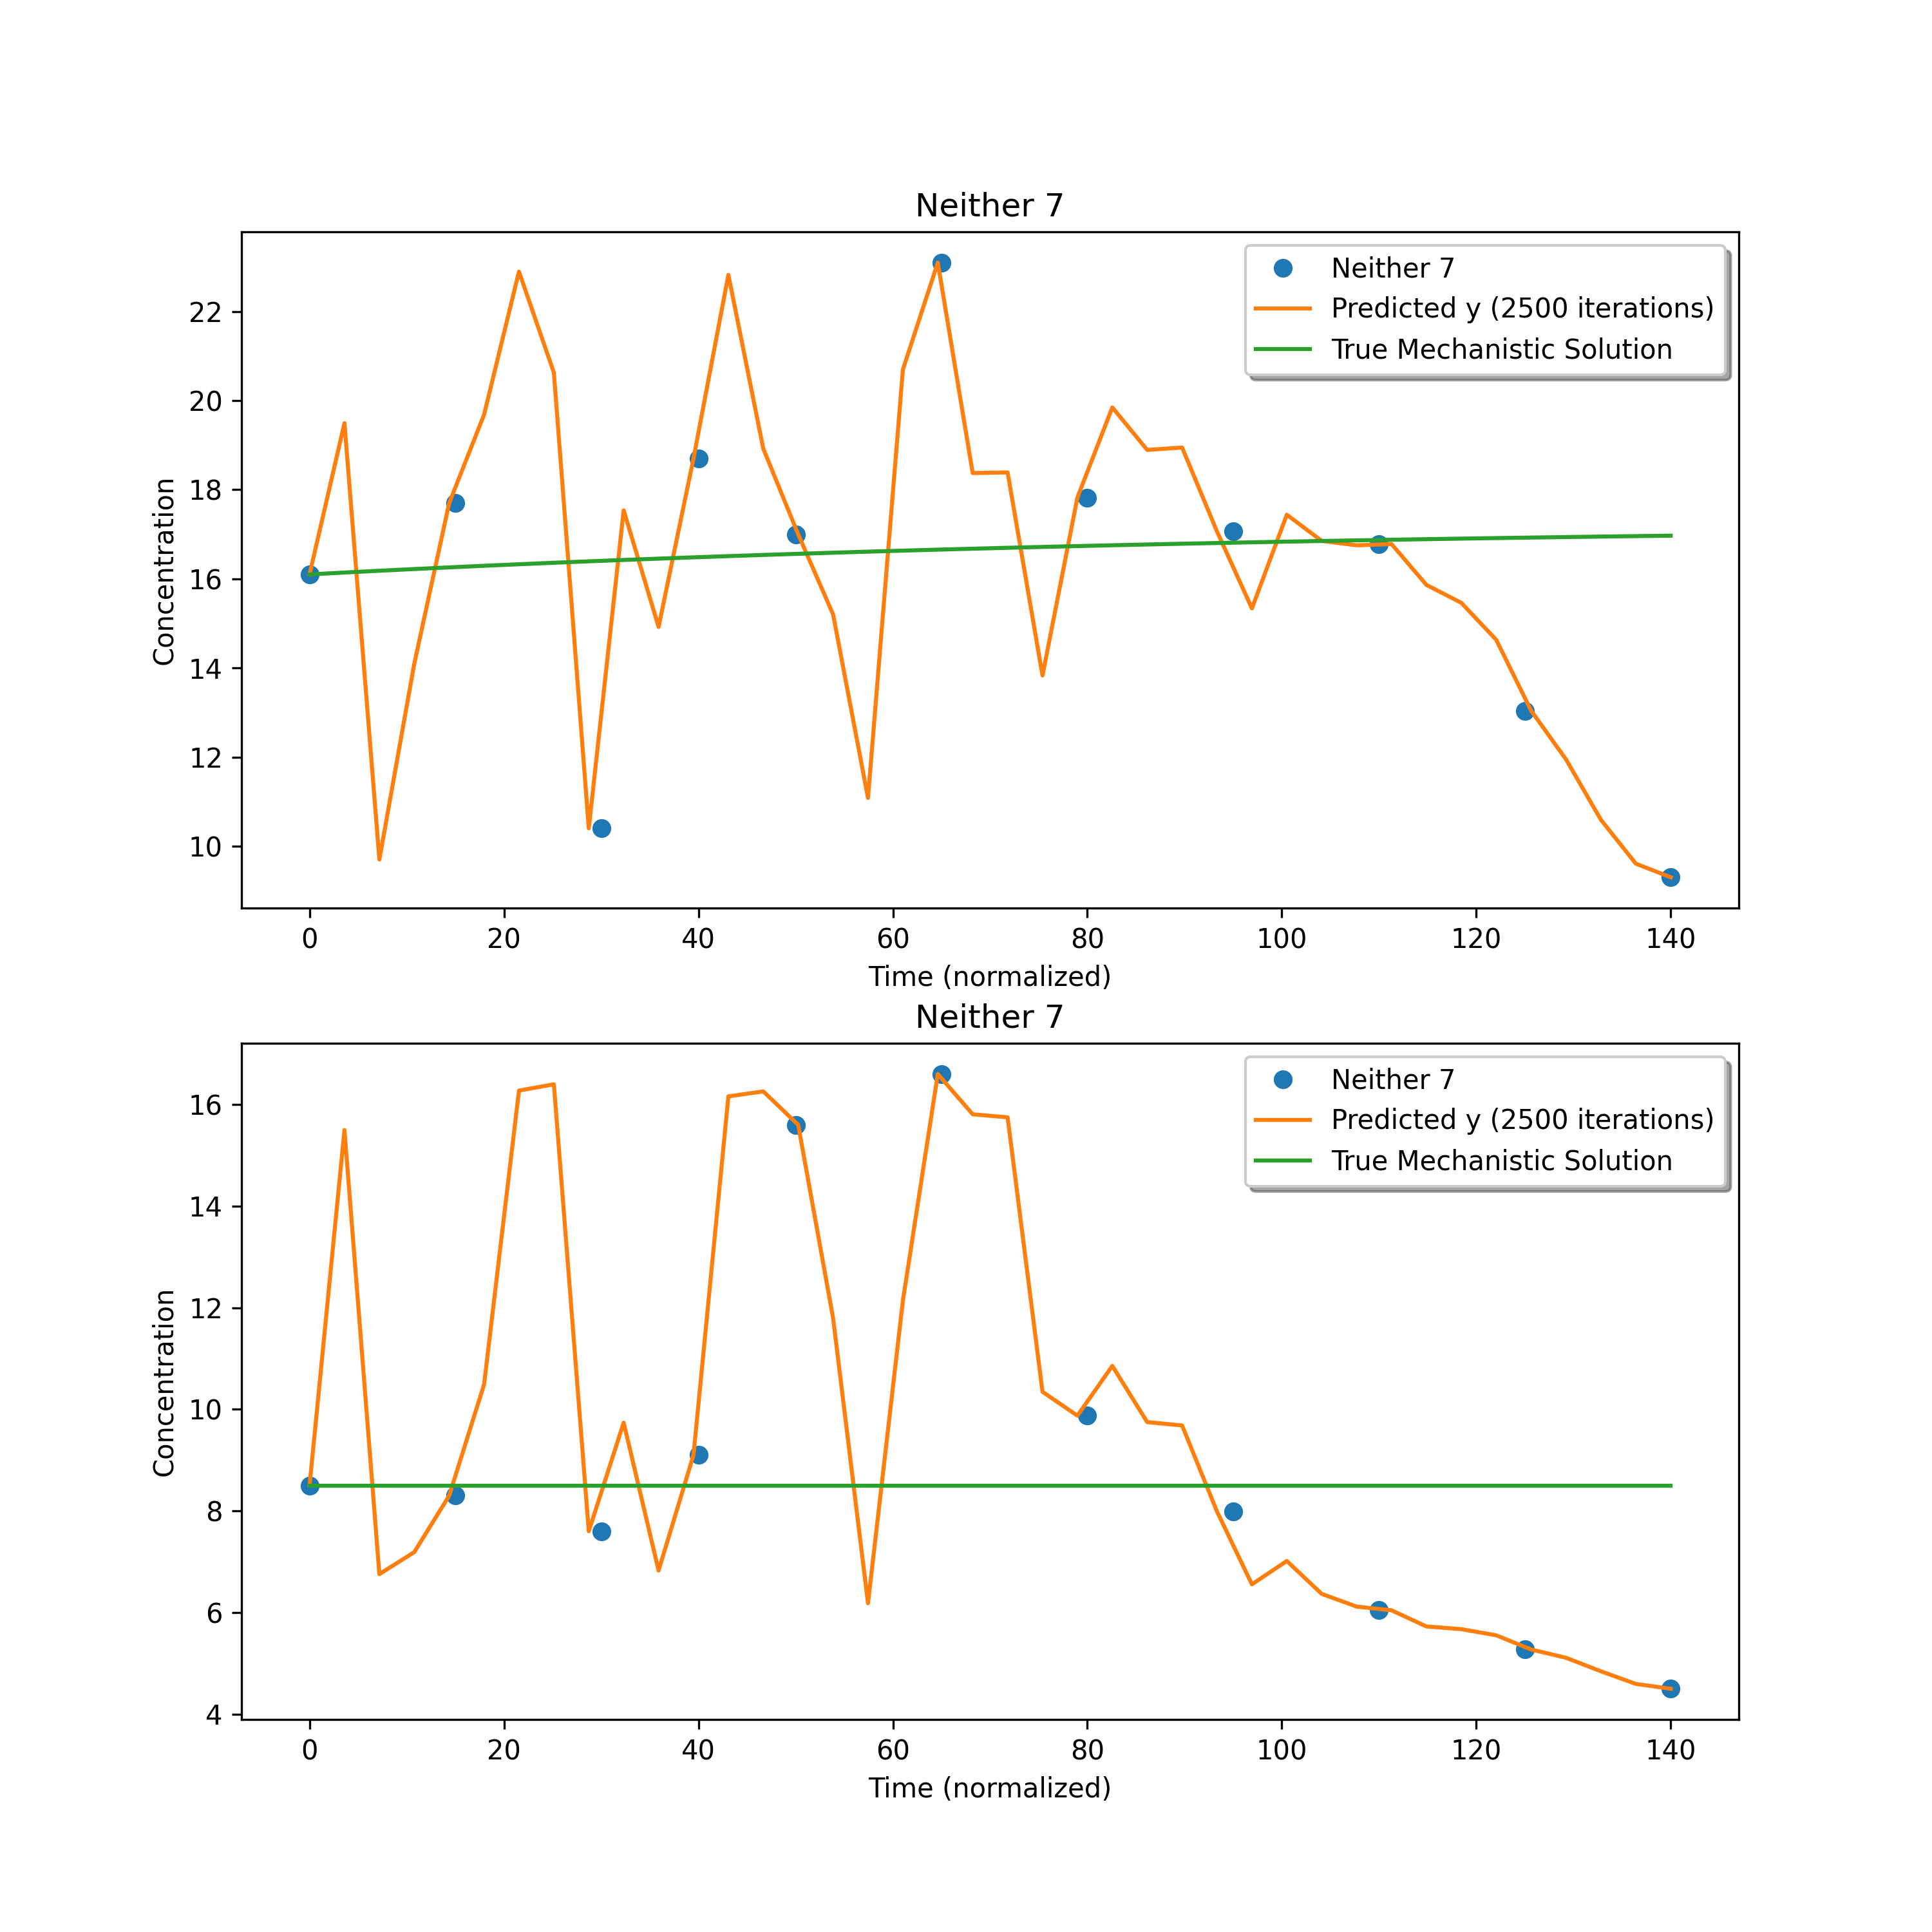 Neither 7
Neither 7
Predicted y (2500 iterations)
True Mechanistic Solution
22
20
18
16
14
12
10
Concentration
0 20 40 60 80 100 120 140
Time (normalized)
Neither 7
Neither 7
Predicted y (2500 iterations)
True Mechanistic Solution
16
14
12
10
8
6
4
Concentration
0 20 40 60 80 100 120 140
Time (normalized)